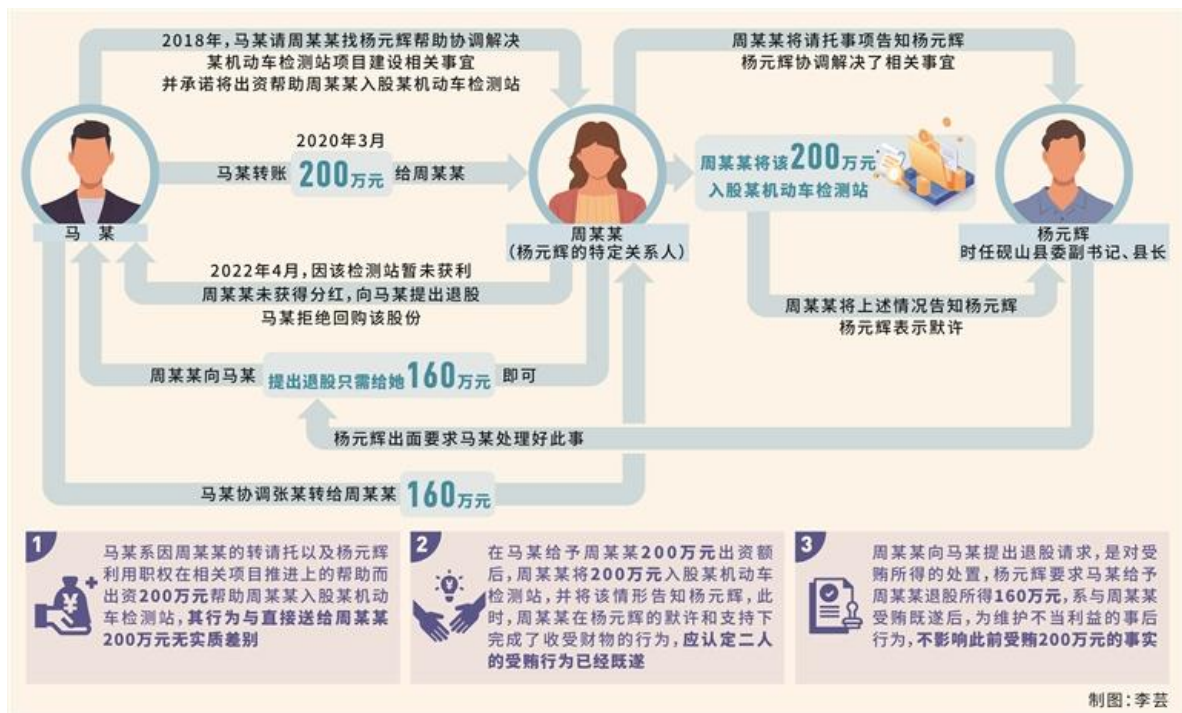 2018年,马某请周某某找杨元辉帮助协调解决
某机动车检测站项目建设相关事宜
并承诺将出资帮助周某某入股某机动车检测站
周某某将请托事项告知杨元辉
杨元辉协调解决了相关事宜
2020年3月
马某转账 200万元 给周某某
周某某将该200万元
入股某机动车检测站
马 某
周某某
(杨元辉的特定关系人)
杨元辉
时任砚山县委副书记、县长
2022年4月,因该检测站暂未获利
周某某未获得分红,向马某提出退股
马某拒绝回购该股份
周某某将上述情况告知杨元辉
杨元辉表示默许
周某某向马某 提出退股只需给她160万元 即可
杨元辉出面要求马某处理好此事
马某协调张某转给周某某 160万元
1
马某系因周某某的转请托以及杨元辉
利用职权在相关项目推进上的帮助而
出资200万元帮助周某某入股某机动
车检测站,其行为与直接送给周某某
200万元无实质差别
2
在马某给予周某某200万元出资额
后,周某某将200万元入股某机动车
检测站,并将该情形告知杨元辉,此
时,周某某在杨元辉的默许和支持下
完成了收受财物的行为,应认定二人
的受贿行为已经既遂
3
周某某向马某提出退股请求,是对受
贿所得的处置,杨元辉要求马某给予
周某某退股所得160万元,系与周某某
受贿既遂后,为维护不当利益的事后
行为,不影响此前受贿200万元的事实
制图:李芸